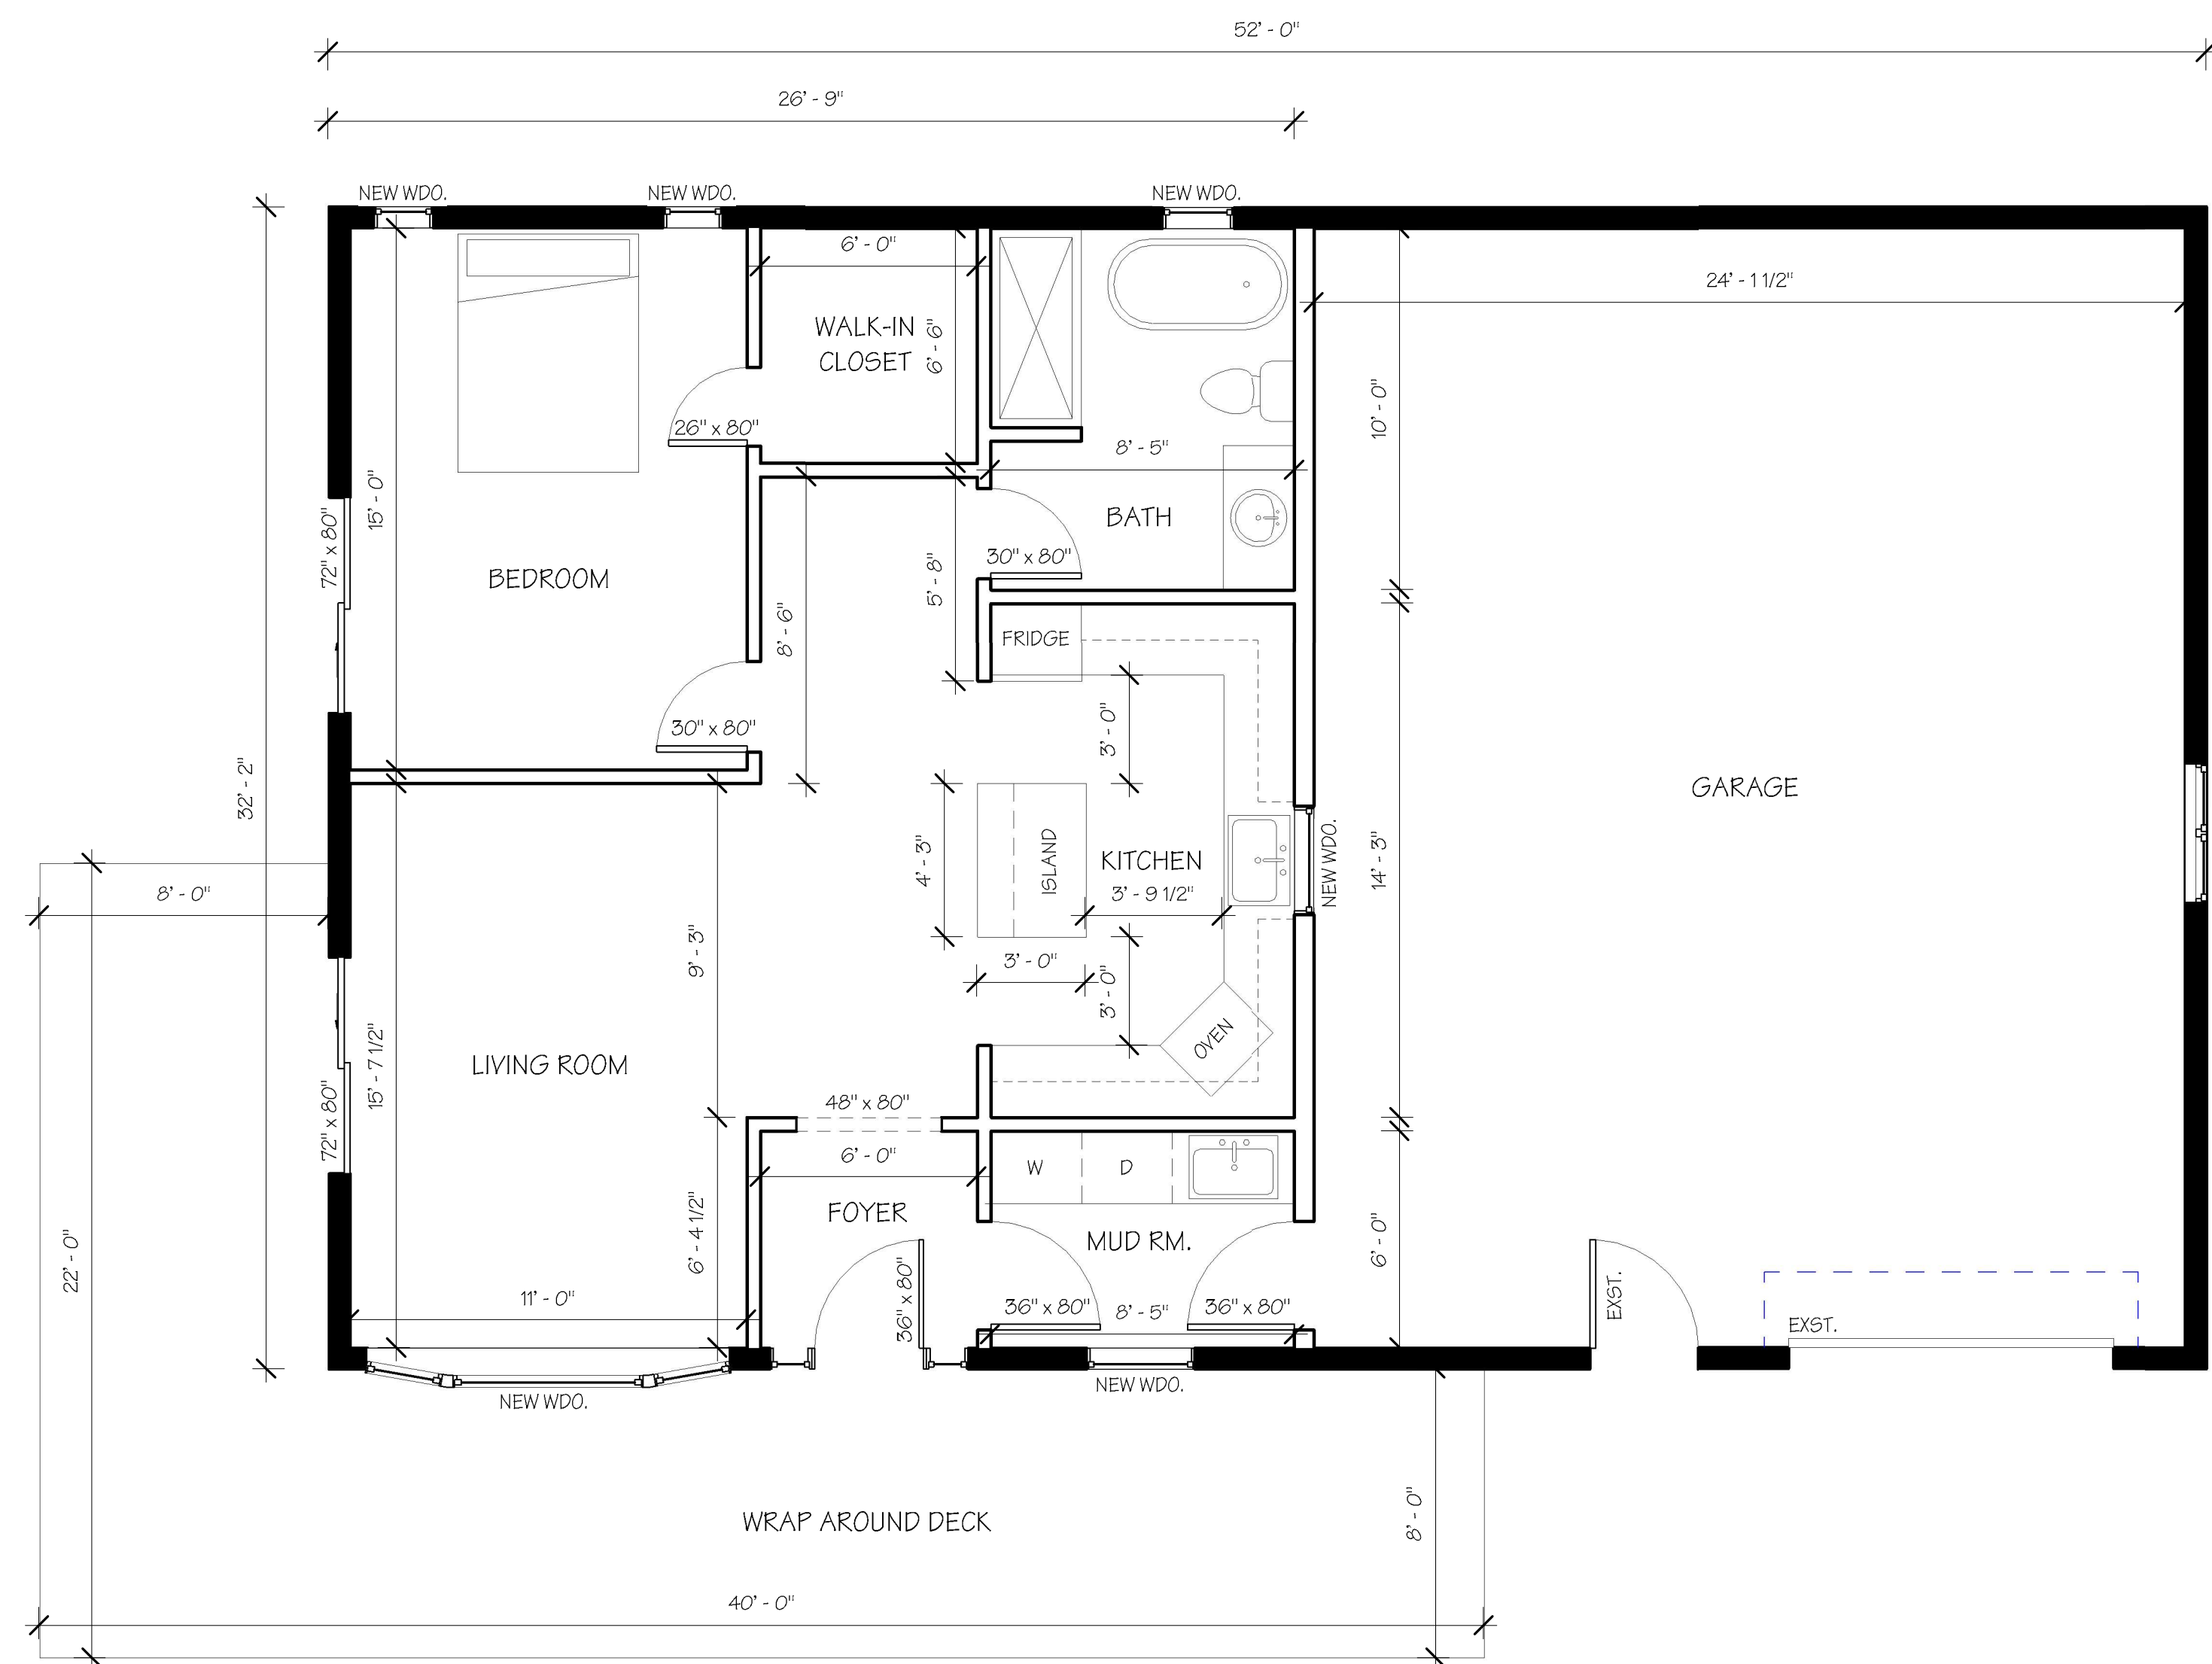 52' - 0"
26' - 9"
NEW WDO.
NEW WDO.
NEW WDO.
6' - 0"
24' - 1 1/2"
WALK-IN
CLOSET
6' - 6"
10' - 0"
26" x 80"
8' - 5"
15' - 0"
72" x 80"
BATH
30" x 80"
BEDROOM
5' - 8"
8' - 6"
FRIDGE
30" x 80"
3' - 0"
32' - 2"
GARAGE
4' - 3"
ISLAND
KITCHEN
3' - 9 1/2"
NEW WDO.
14' - 3"
8' - 0"
9' - 3"
3' - 0"
3' - 0"
OVEN
LIVING ROOM
15' - 7 1/2"
72" x 80"
48" x 80"
6' - 0"
W
D
FOYER
MUD RM.
6' - 4 1/2"
6' - 0"
22' - 0"
11' - 0"
36" x 80"
36" x 80"
8' - 5"
36" x 80"
EXST.
EXST.
NEW WDO.
NEW WDO.
WRAP AROUND DECK
8' - 0"
40' - 0"